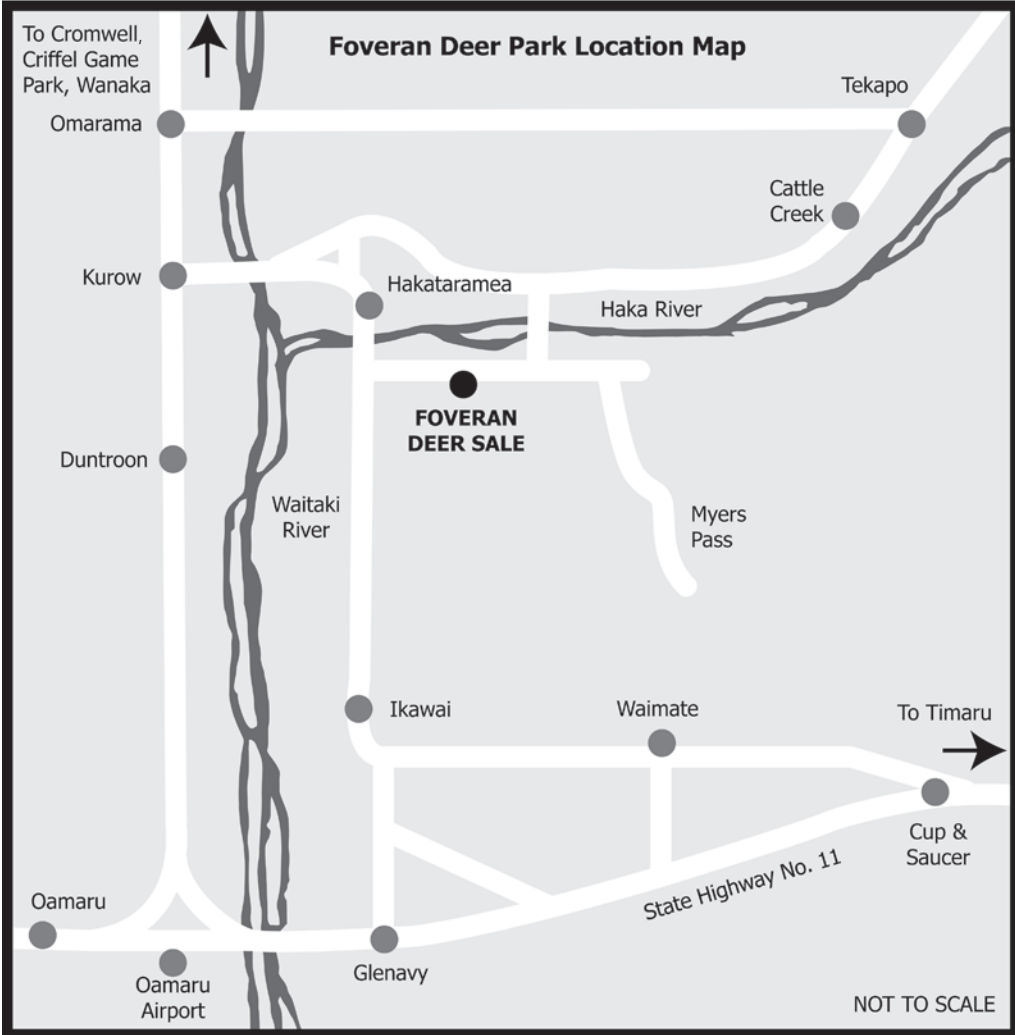 To Cromwell,
Criffel Game
Park, Wanaka
Foveran Deer Park Location Map
Tekapo
Omarama
Cattle
Creek
Kurow
Hakataramea
Haka River
FOVERAN
DEER SALE
Duntroon
Waitaki
River
Myers
Pass
Ikawai
Waimate
To Timaru
Cup &
Saucer
State Highway No. 11
Oamaru
Oamaru
Airport
Glenavy
NOT TO SCALE